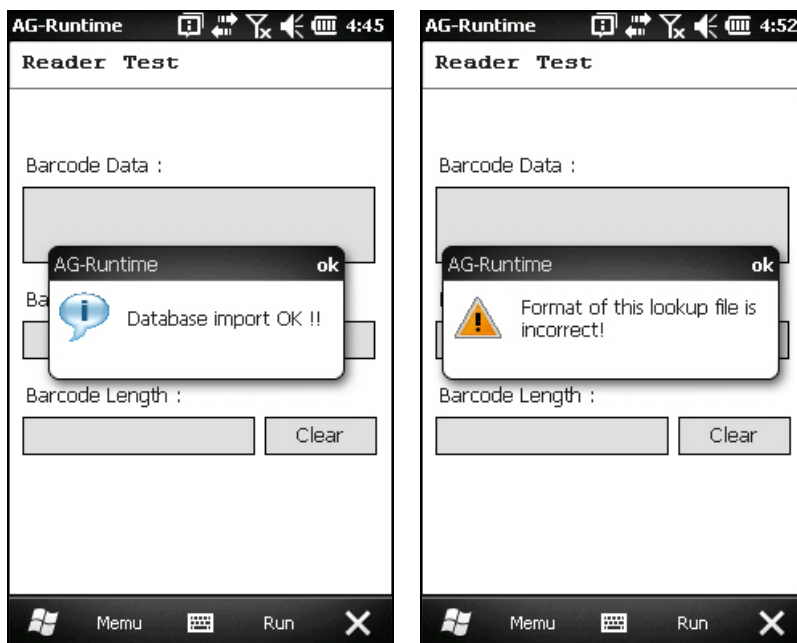 AG-Runtime 4:45
Reader Test
Barcode Data :
AG-Runtime ok
Ba
Database import OK !!
Barcode Length :
Clear
Memu Run
AG-Runtime 4:52
Reader Test
Barcode Data :
AG-Runtime ok
Format of this lookup file is
incorrect!
Barcode Length :
Clear
Memu Run